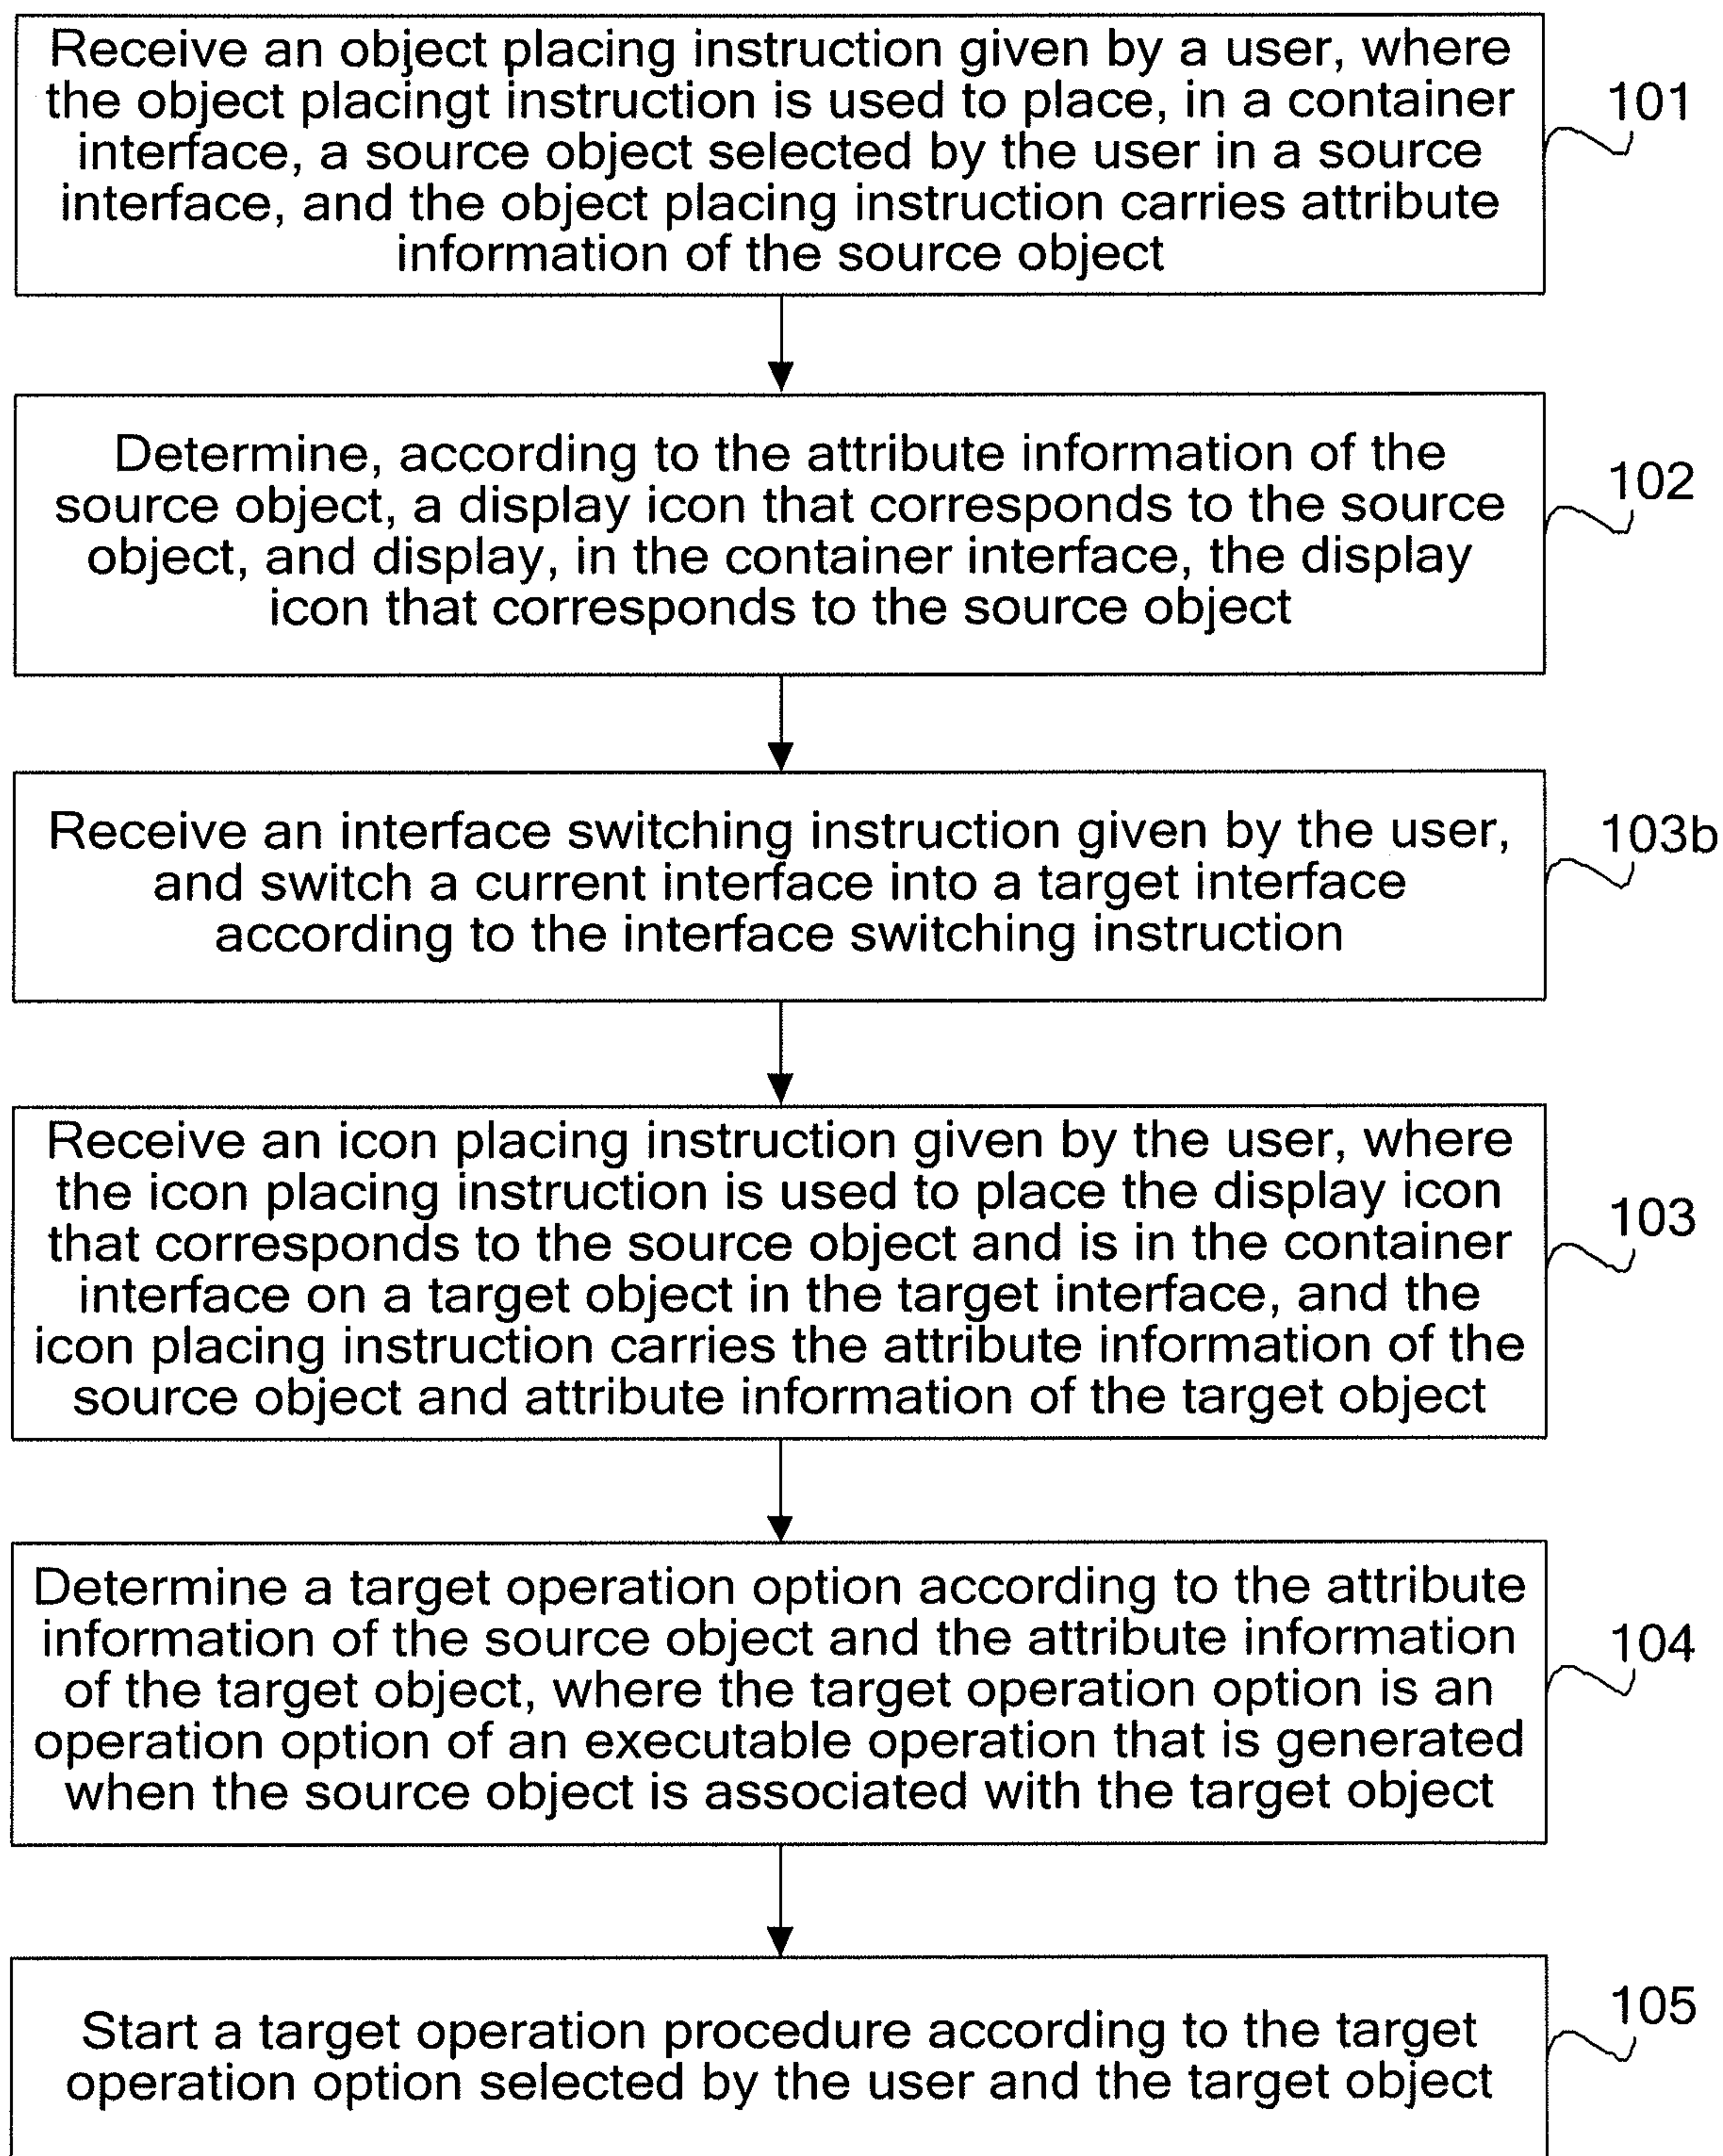 Receive an object placing instruction given by a user, where
the object placingt instruction is used to place, in a container
interface, a source object selected by the user in a source
interface, and the object placing instruction carries attribute
information of the source object
101
Determine, according to the attribute information of the
source object, a display icon that corresponds to the source
object, and display, in the container interface, the display
icon that corresponds to the source object
102
Receive an interface switching instruction given by the user,
and switch a current interface into a target interface
according to the interface switching instruction
103b
Receive an icon placing instruction given by the user, where
the icon placing instruction is used to place the display icon
that corresponds to the source object and is in the container
interface on a target object in the target interface, and the
icon placing instruction carries the attribute information of the
source object and attribute information of the target object
103
Determine a target operation option according to the attribute
information of the source object and the attribute information
of the target object, where the target operation option is an
operation option of an executable operation that is generated
when the source object is associated with the target object
104
Start a target operation procedure according to the target
operation option selected by the user and the target object
105